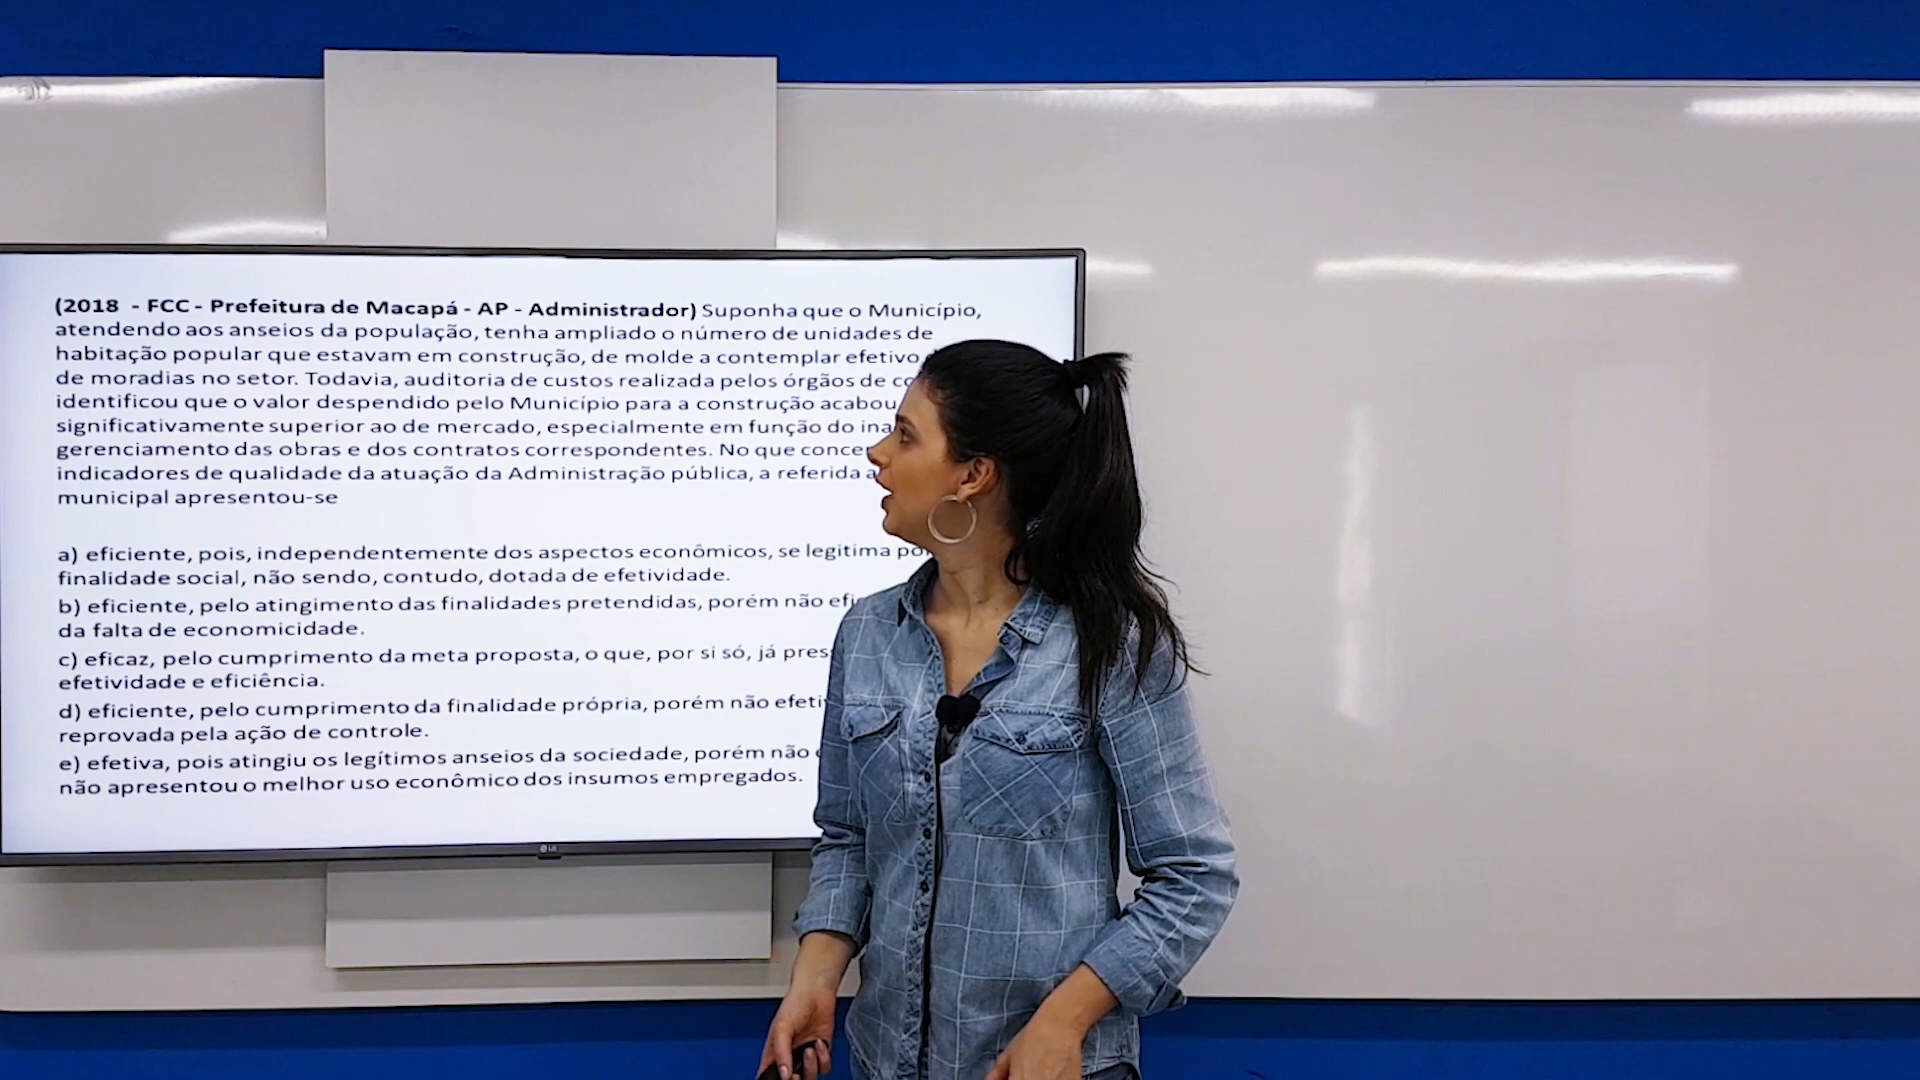 (2018 - FCC - Prefeitura de Macapá - AP - Administrador) Suponha que o Município,
atendendo aos anseios da população, tenha ampliado o número de unidades de
habitação popular que estavam em construção, de molde a contemplar efetivo
de moradias no setor. Todavia, auditoria de custos realizada pelos órgãos de
identificou que o valor despendido pelo Município para a construção acabou
significativamente superior ao de mercado, especialmente em função do
gerenciamento das obras e dos contratos correspondentes. No que
indicadores de qualidade da atuação da Administração pública, a referida
municipal apresentou-se
a) eficiente, pois, independentemente dos aspectos econômicos, se legitima
finalidade social, não sendo, contudo, dotada de efetividade.
b) eficiente, pelo atingimento das finalidades pretendidas, porém não
da falta de economicidade.
c) eficaz, pelo cumprimento da meta proposta, o que, por si só, já
efetividade e eficiência.
d) eficiente, pelo cumprimento da finalidade própria, porém não
reprovada pela ação de controle.
e) efetiva, pois atingiu os legítimos anseios da sociedade, porém não
não apresentou o melhor uso econômico dos insumos empregados.
LG